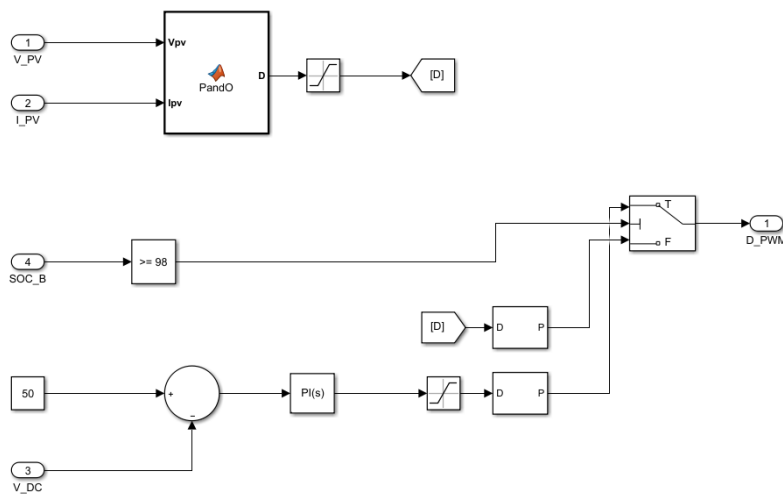 1
V_PV
Vpv
2
I_PV
Ipv
PandO
D
[D]
T
F
1
D_PWM
4
SOC_B
>= 98
[D]
D
P
50
+
−
PI(s)
D
P
3
V_DC